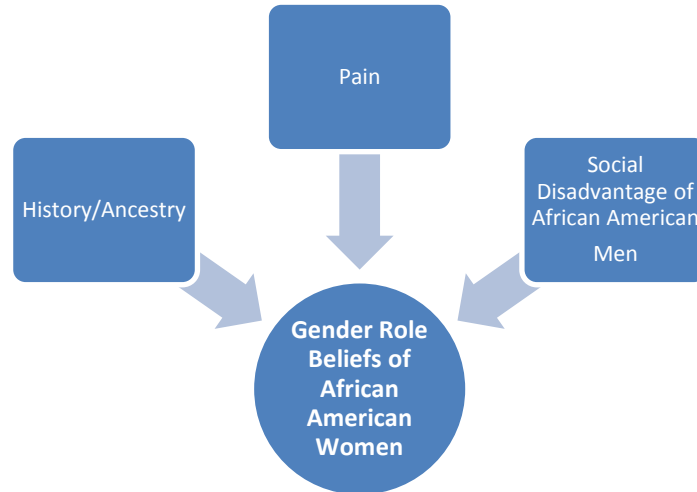 Pain
History/Ancestry
Social
Disadvantage of
African American
Men
Gender Role
Beliefs of
African
American
Women